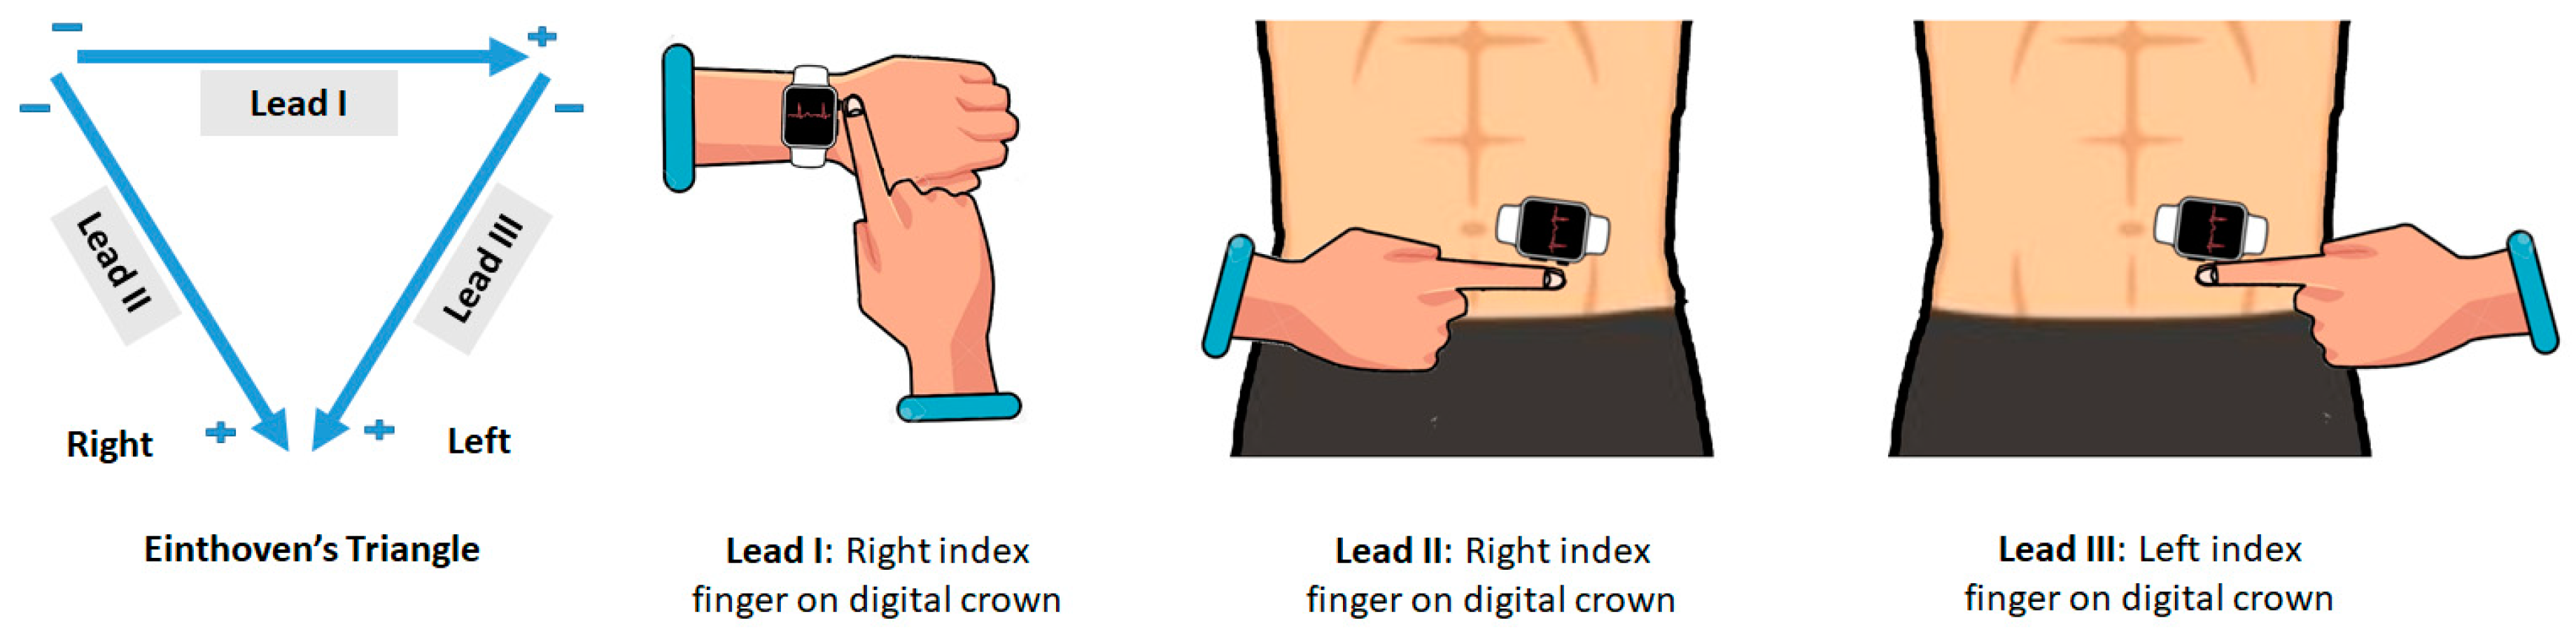 Lead I
Lead II
Lead III
Right
Left
Einthoven’s Triangle
Lead I: Right index
finger on digital crown
Lead II: Right index
finger on digital crown
Lead III: Left index
finger on digital crown